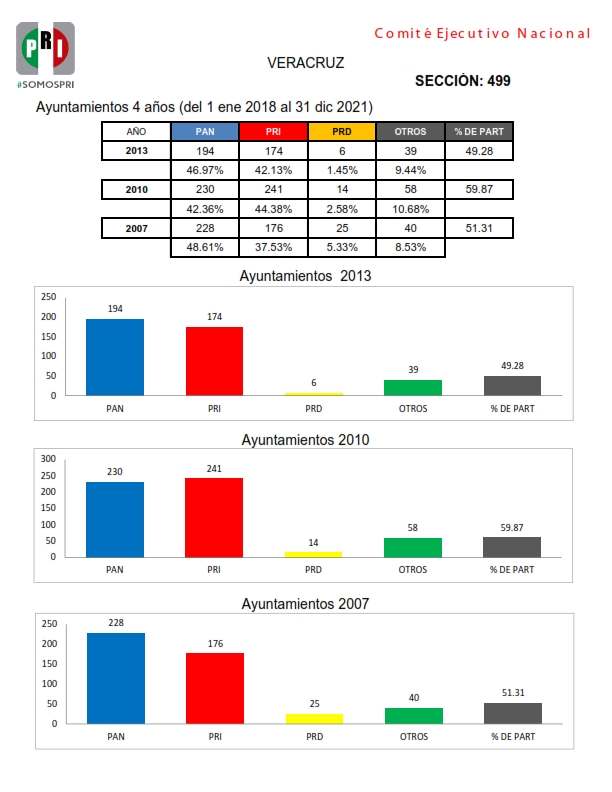 PRI
#SOMOSPRI
Comité Ejecutivo Nacional
VERACRUZ
SECCIÓN: 499
Ayuntamientos 4 años (del 1 ene 2018 al 31 dic 2021)
AÑO PAN PRI PRD OTROS % DE PART
2013 194 174 6 39 49.28
46.97% 42.13% 1.45% 9.44%
2010 230 241 14 58 59.87
42.36% 44.38% 2.58% 10.68%
2007 228 176 25 40 51.31
48.61% 37.53% 5.33% 8.53%
Ayuntamientos 2013
250
200
150
100
50
0
194 174 6 39 49.28
PAN PRI PRD OTROS % DE PART
Ayuntamientos 2010
300
250
200
150
100
50
0
230 241 14 58 59.87
PAN PRI PRD OTROS % DE PART
Ayuntamientos 2007
250
200
150
100
50
0
228 176 25 40 51.31
PAN PRI PRD OTROS % DE PART